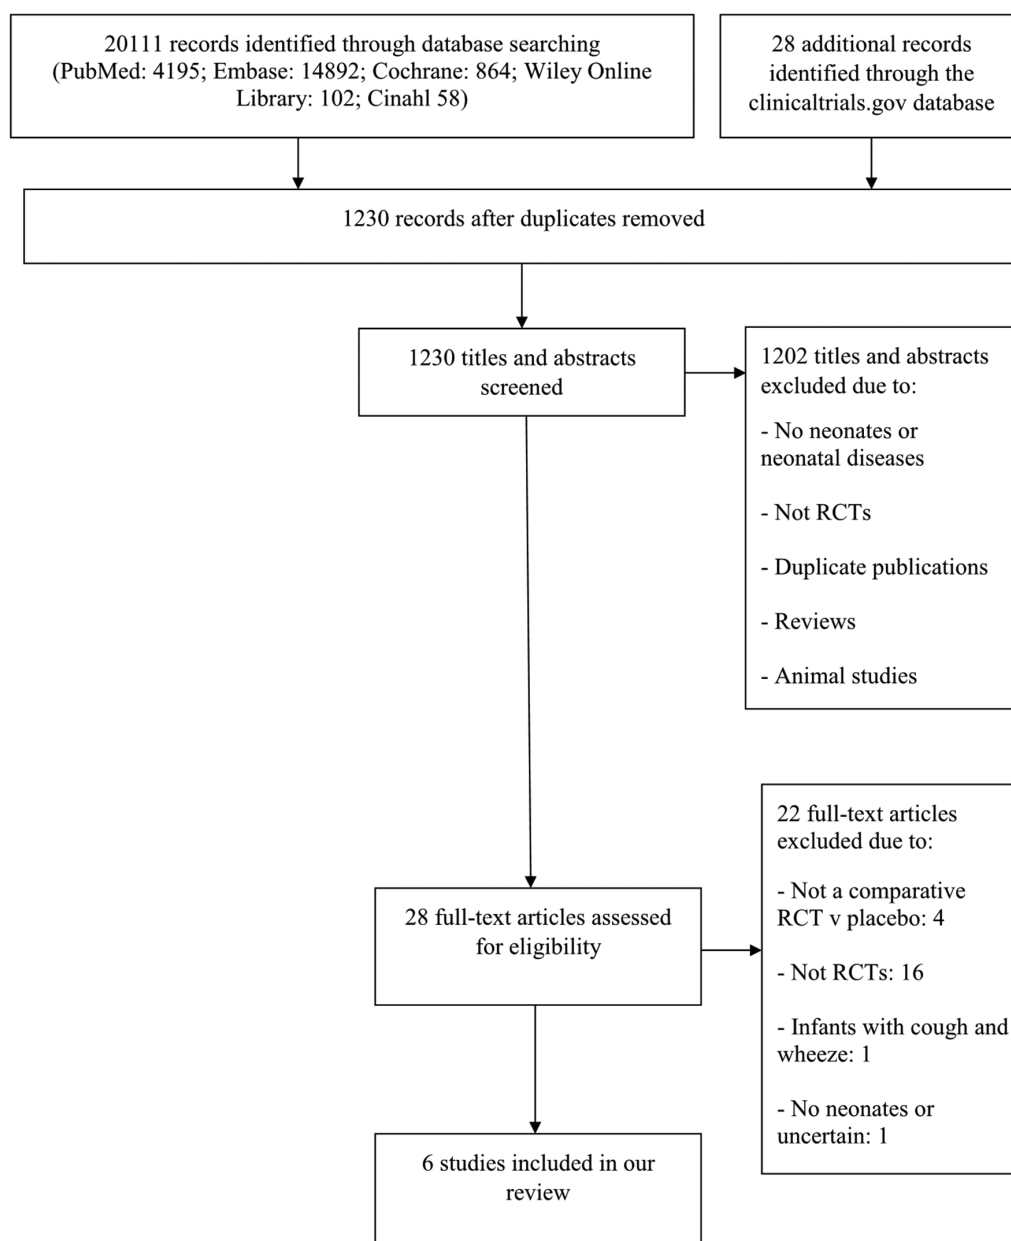 20111 records identified through database searching
(PubMed: 4195; Embase: 14892; Cochrane: 864; Wiley Online
Library: 102; Cinahl 58)
28 additional records
identified through the
clinicaltrials.gov database
1230 records after duplicates removed
1230 titles and abstracts
screened
1202 titles and abstracts
excluded due to:
- No neonates or
neonatal diseases
- Not RCTs
- Duplicate publications
- Reviews
- Animal studies
28 full-text articles assessed
for eligibility
22 full-text articles
excluded due to:
- Not a comparative
RCT v placebo: 4
- Not RCTs: 16
- Infants with cough and
wheeze: 1
- No neonates or
uncertain: 1
6 studies included in our
review